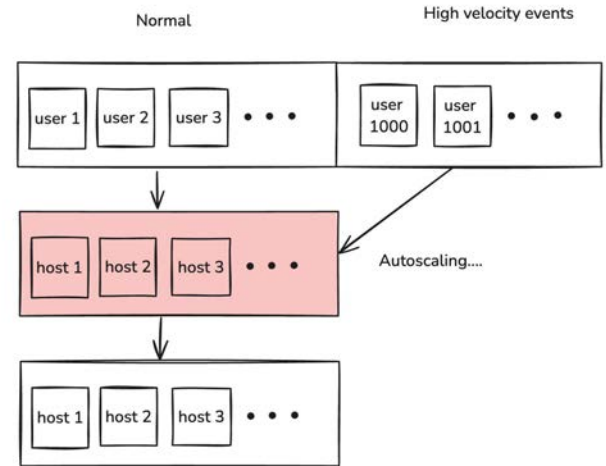 Normal
High velocity events
user 1
user 2
user 3
user
1000
user
1001
host 1
host 2
host 3
Autoscaling....
host 1
host 2
host 3